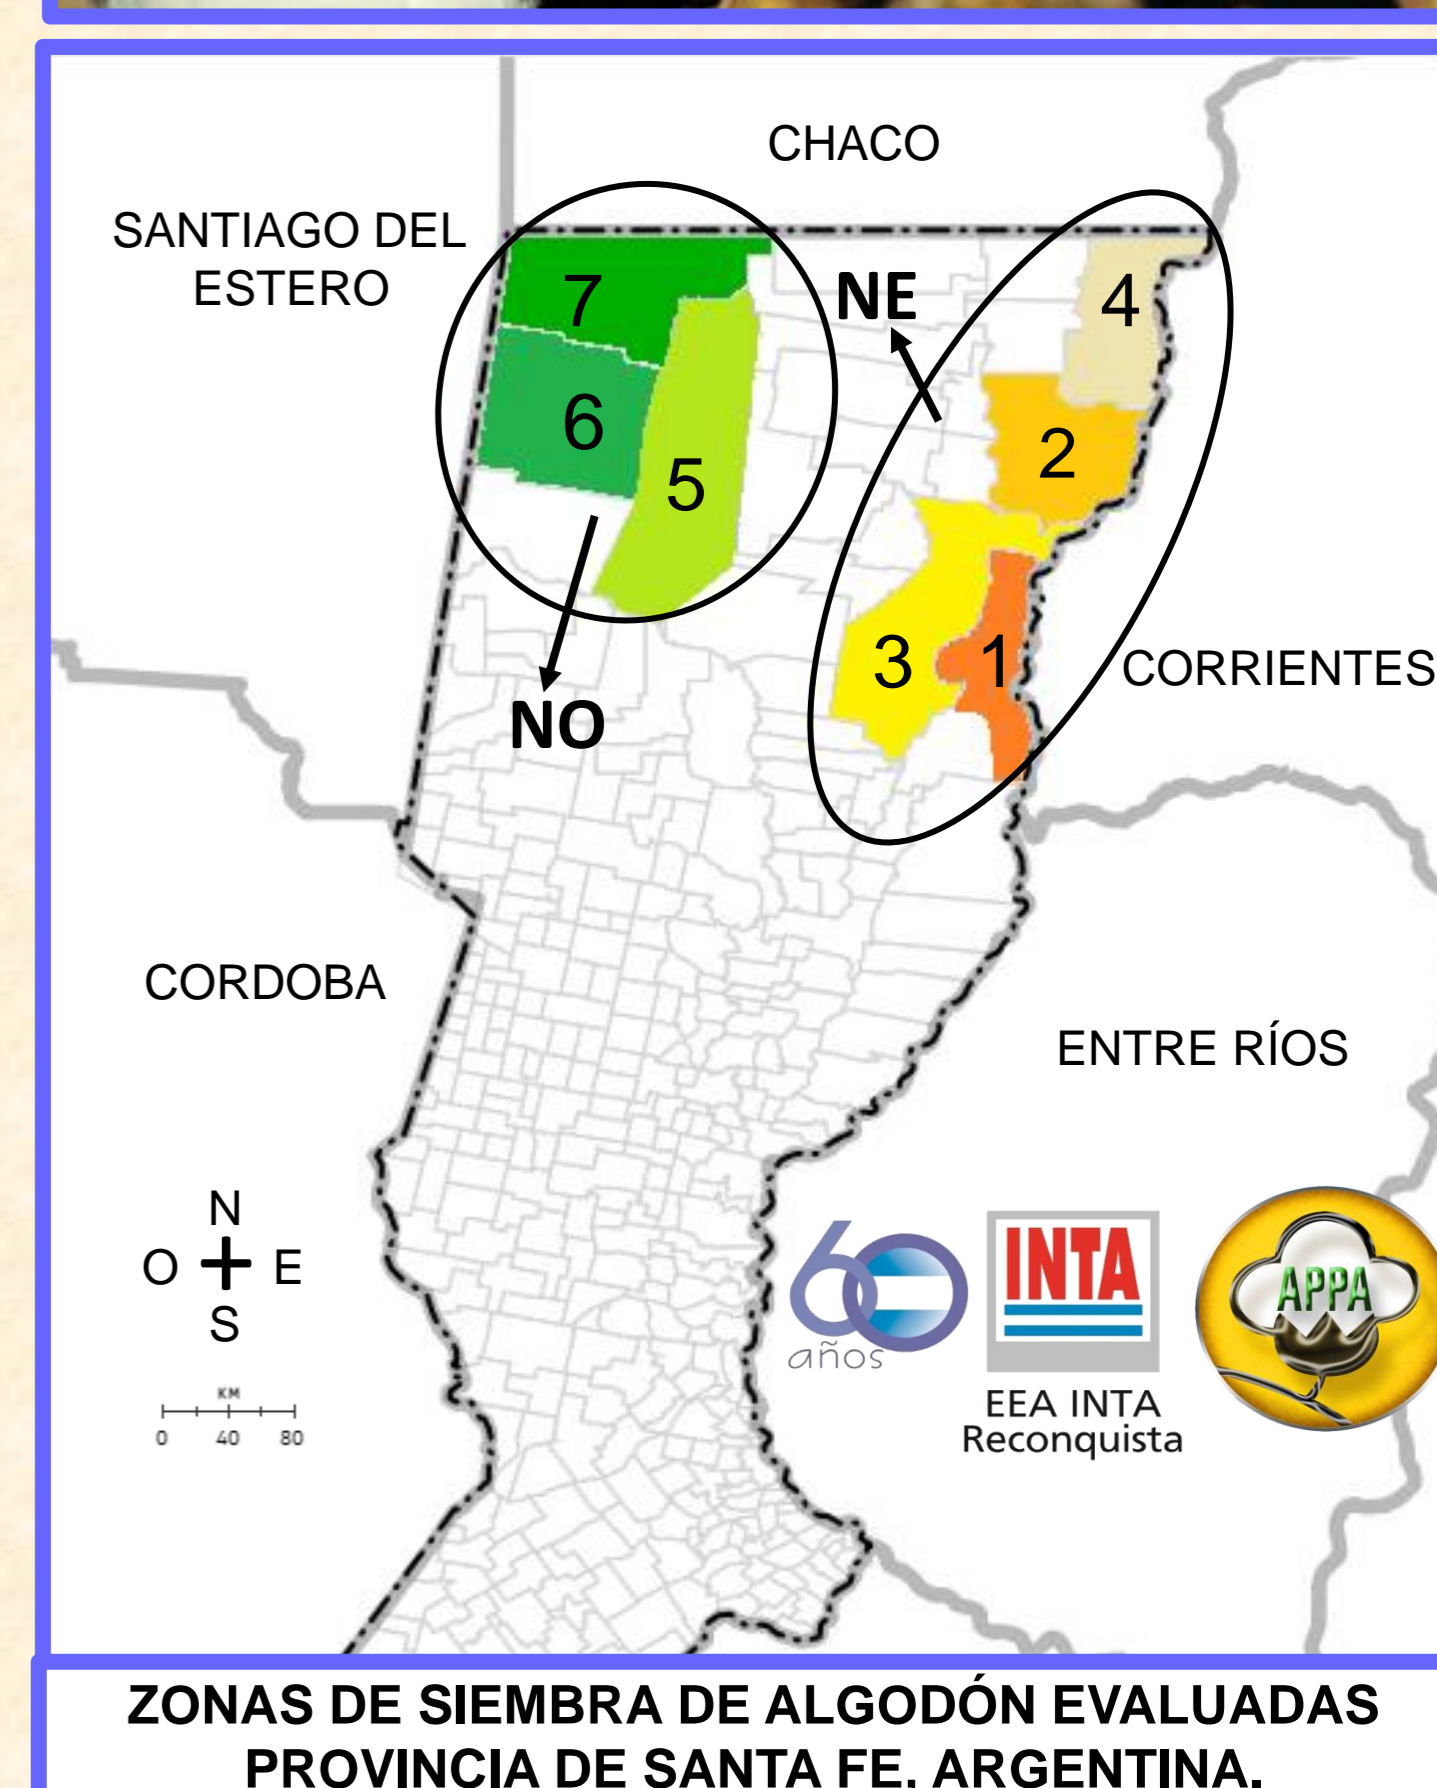 CHACO
SANTIAGO DEL
ESTERO
7
NE
4
6
2
5
3
1
CORRIENTES
NO
CORDOBA
ENTRE RÍOS
N
O E
S
KM
0 40 80
60
años
INTA
EEA INTA
Reconquista
APPA
ZONAS DE SIEMBRA DE ALGODÓN EVALUADAS
PROVINCIA DE SANTA FE, ARGENTINA.